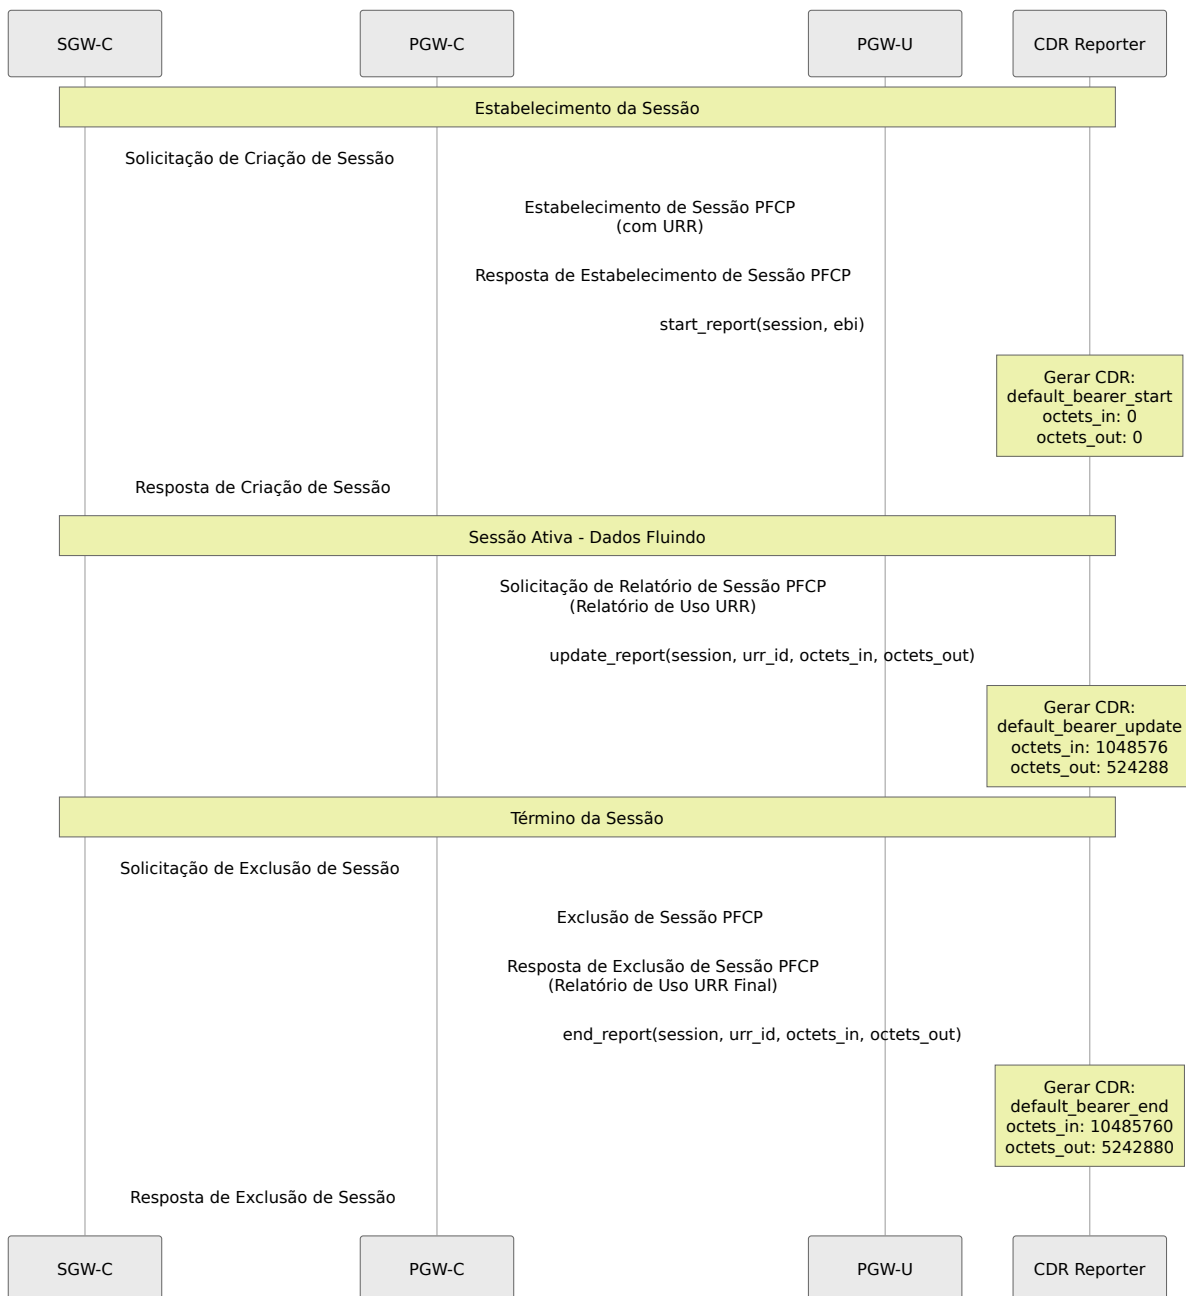 SGW-C
PGW-C
PGW-U
CDR Reporter
Estabelecimento da Sessão
Solicitação de Criação de Sessão
Estabelecimento de Sessão PFCP
(com URR)
Resposta de Estabelecimento de Sessão PFCP
start_report(session, ebi)
Gerar CDR:
default_bearer_start
octets_in: 0
octets_out: 0
Resposta de Criação de Sessão
Sessão Ativa - Dados Fluindo
Solicitação de Relatório de Sessão PFCP
(Relatório de Uso URR)
update_report(session, urr_id, octets_in, octets_out)
Gerar CDR:
default_bearer_update
octets_in: 1048576
octets_out: 524288
Término da Sessão
Solicitação de Exclusão de Sessão
Exclusão de Sessão PFCP
Resposta de Exclusão de Sessão PFCP
(Relatório de Uso URR Final)
end_report(session, urr_id, octets_in, octets_out)
Gerar CDR:
default_bearer_end
octets_in: 10485760
octets_out: 5242880
Resposta de Exclusão de Sessão
SGW-C
PGW-C
PGW-U
CDR Reporter